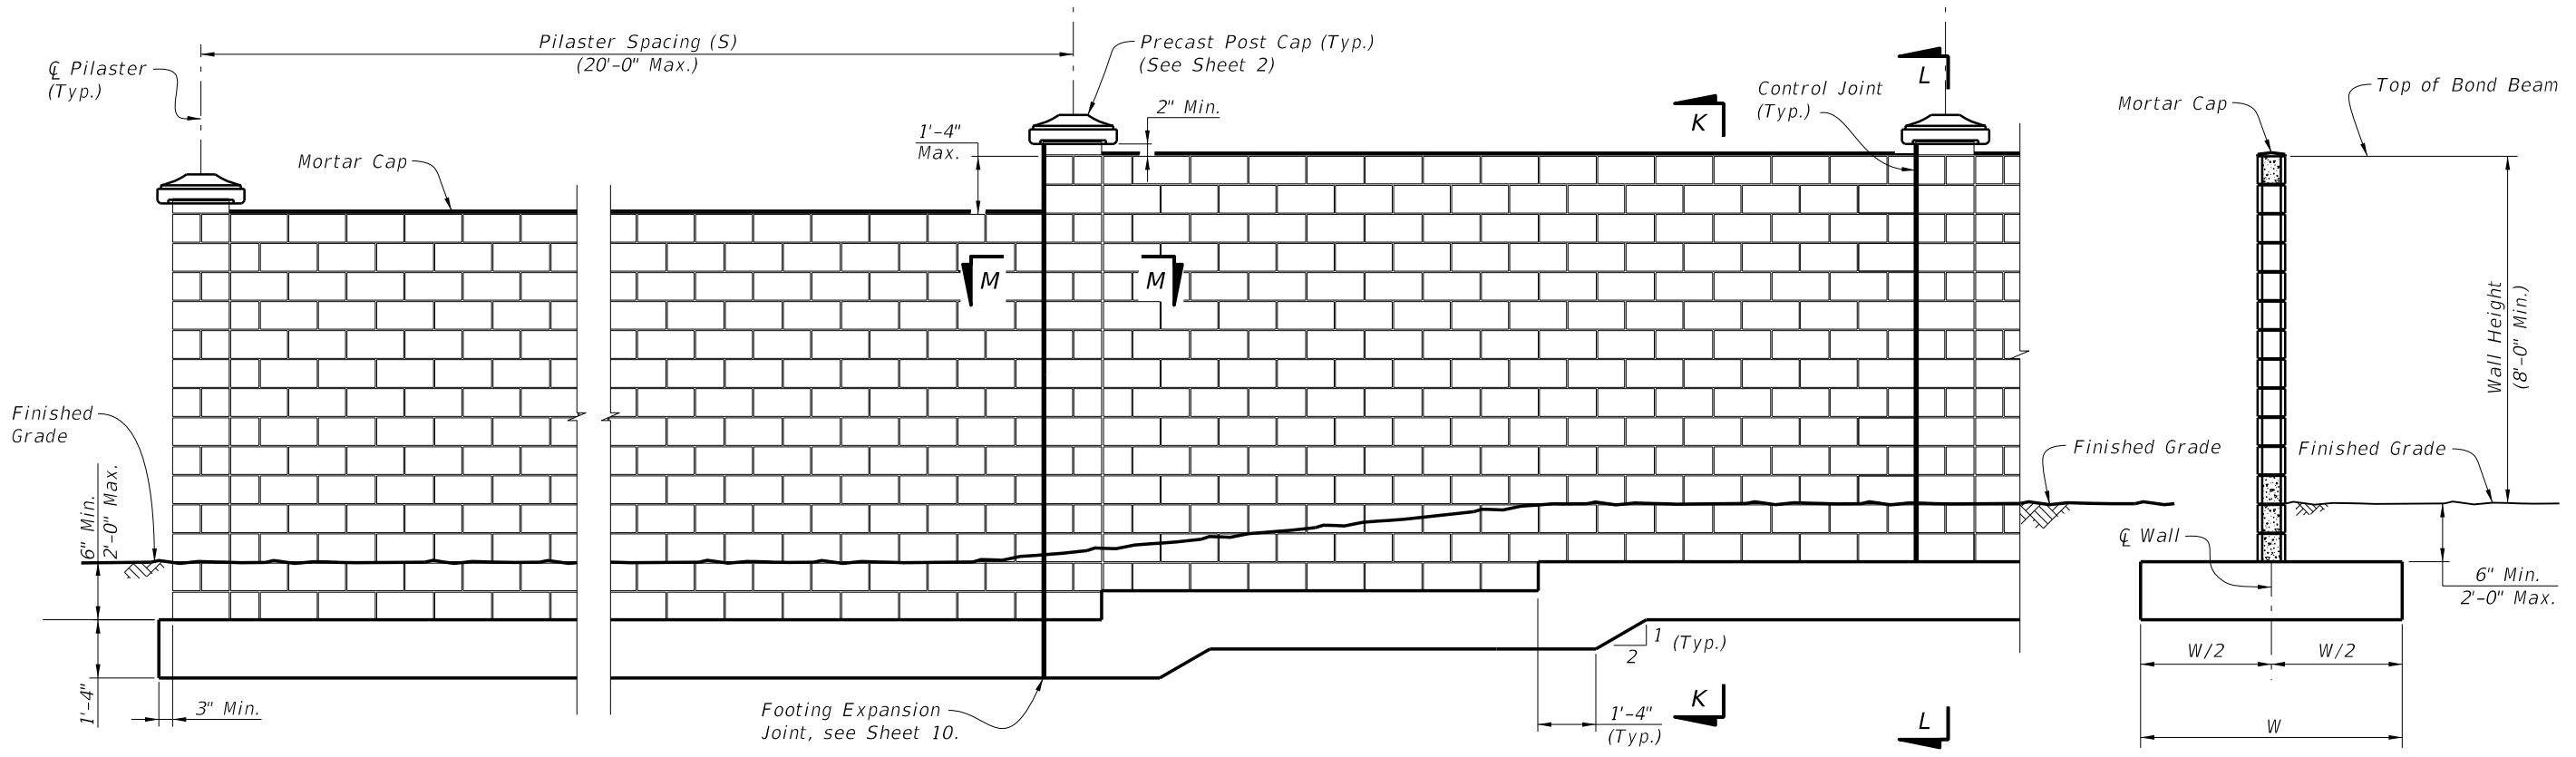 Pilaster Spacing (S)
(20'-0" Max.)
℄ Pilaster
(Typ.)
Precast Post Cap (Typ.)
(See Sheet 2)
2" Min.
1'-4"
Max.
Mortar Cap
K
L
Control Joint
(Typ.)
Mortar Cap
Top of Bond Beam
M
M
Wall Height
(8'-0" Min.)
Finished
Grade
6" Min.
2'-0" Max.
Finished Grade
Finished Grade
℄ Wall
6" Min.
2'-0" Max.
1'-4"
3" Min.
Footing Expansion
Joint, see Sheet 10.
1
2
(Typ.)
1'-4"
(Typ.)
K
L
W/2
W/2
W